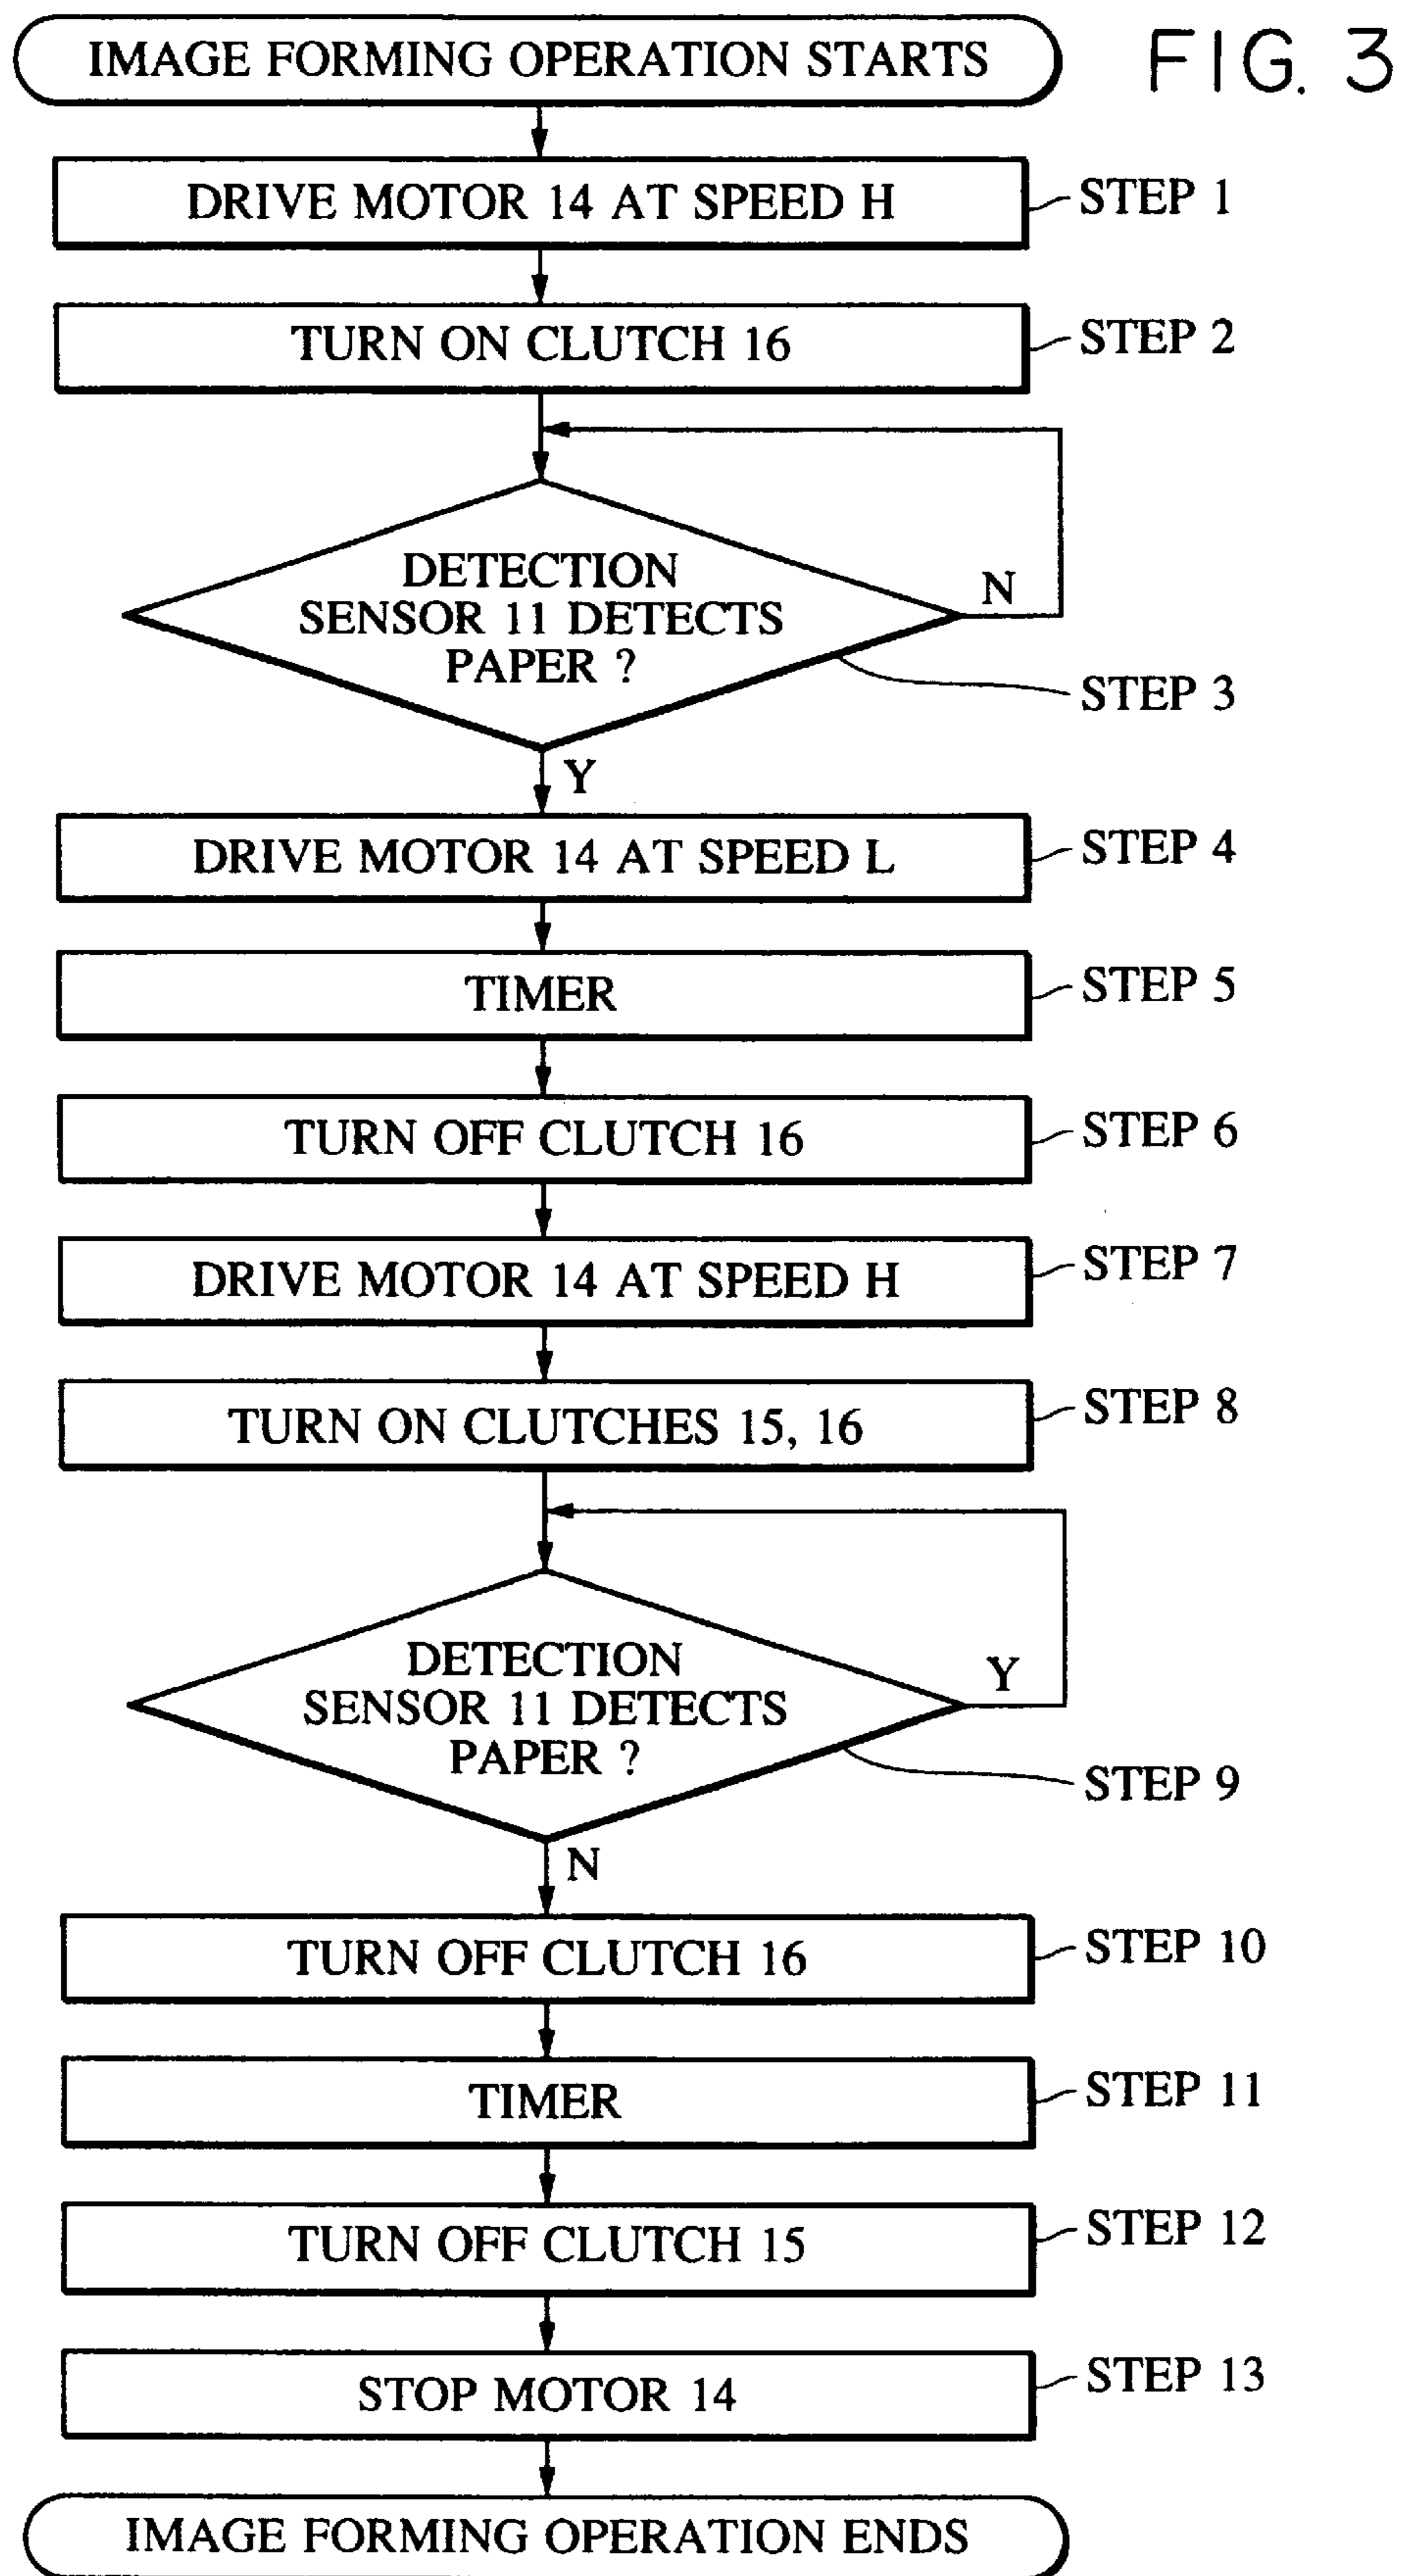 IMAGE FORMING OPERATION STARTS
FIG. 3
DRIVE MOTOR 14 AT SPEED H
STEP 1
TURN ON CLUTCH 16
STEP 2
DETECTION
SENSOR 11 DETECTS
PAPER ?
N
STEP 3
Y
DRIVE MOTOR 14 AT SPEED L
STEP 4
TIMER
STEP 5
TURN OFF CLUTCH 16
STEP 6
DRIVE MOTOR 14 AT SPEED H
STEP 7
TURN ON CLUTCHES 15, 16
STEP 8
DETECTION
SENSOR 11 DETECTS
PAPER ?
Y
STEP 9
N
TURN OFF CLUTCH 16
STEP 10
TIMER
STEP 11
TURN OFF CLUTCH 15
STEP 12
STOP MOTOR 14
STEP 13
IMAGE FORMING OPERATION ENDS